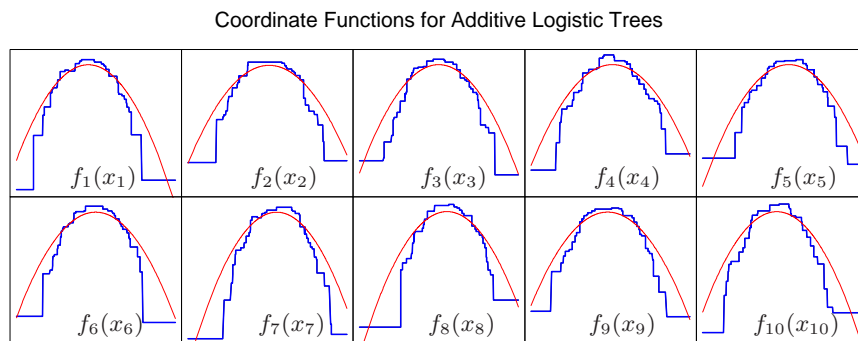 Coordinate Functions for Additive Logistic Trees
f₁(x₁) f₂(x₂) f₃(x₃) f₄(x₄) f₅(x₅)
f₆(x₆) f₇(x₇) f₈(x₈) f₉(x₉) f₁₀(x₁₀)